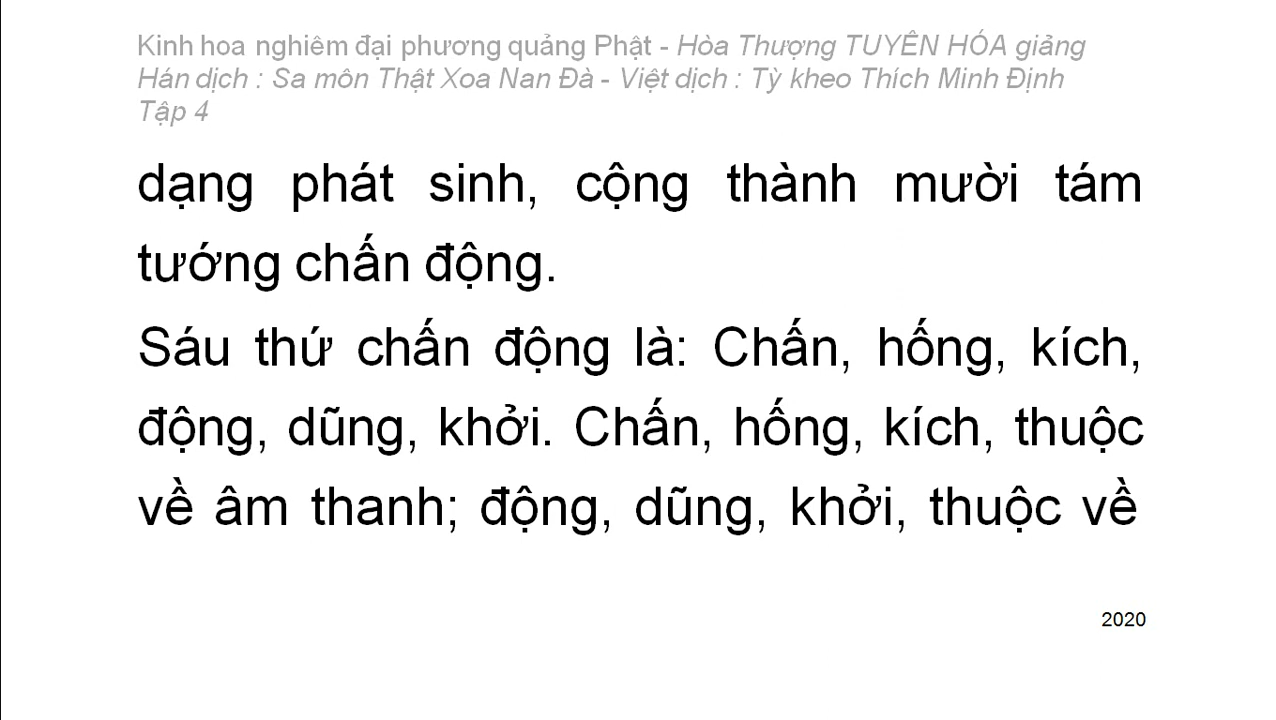 Kinh hoa nghiêm đại phương quảng Phật - Hòa Thượng TUYÊN HÓA giảng
Hán dịch : Sa môn Thật Xoa Nan Đà - Việt dịch : Tỳ kheo Thích Minh Định
Tập 4
dạng phát sinh, cộng thành mười tám
tướng chấn động.
Sáu thứ chấn động là: Chấn, hống, kích,
động, dũng, khởi. Chấn, hống, kích, thuộc
về âm thanh; động, dũng, khởi, thuộc về
2020